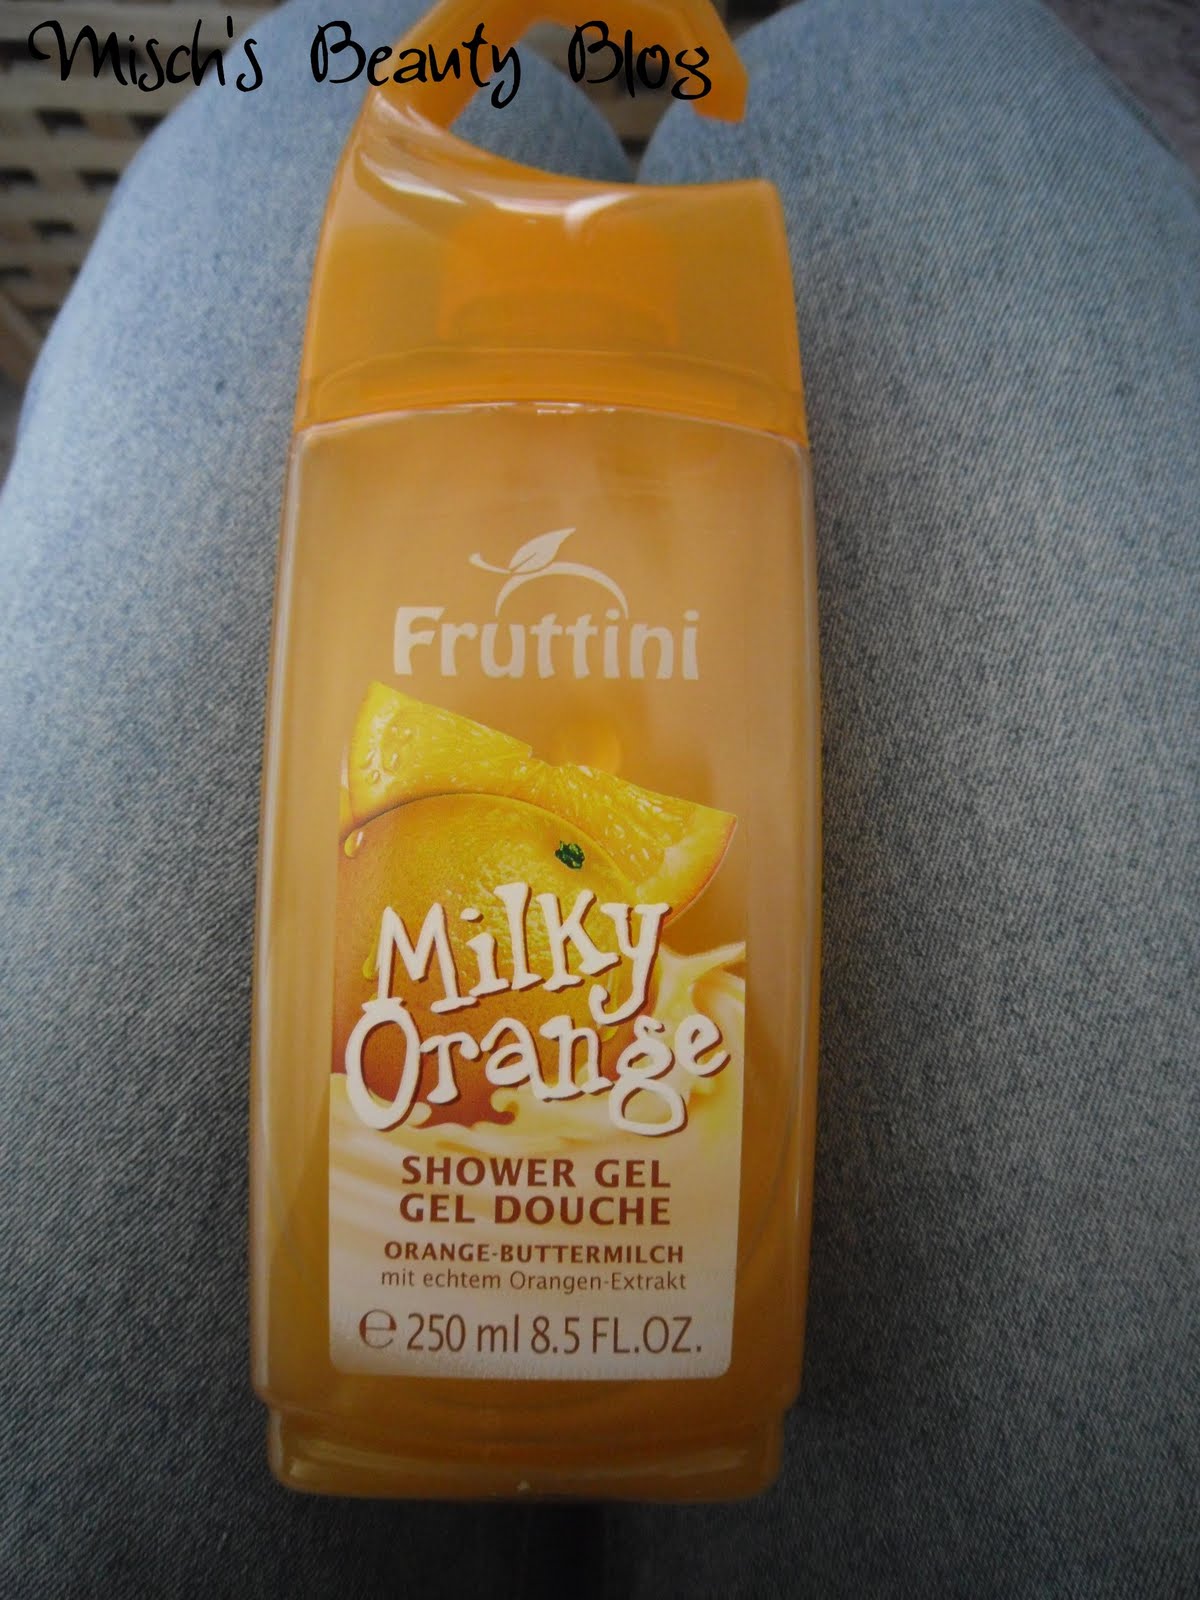 Misch's Beauty Blog
Fruttini
Milky
Orange
SHOWER GEL
GEL DOUCHE
ORANGE-BUTTERMILCH
mit echtem Orangen-Extrakt
℮ 250 ml 8.5 FL.OZ.